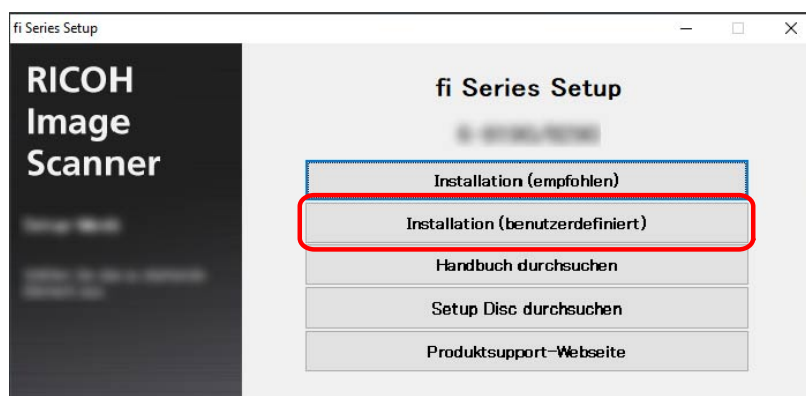 fi Series Setup
RICOH
Image
Scanner
fi Series Setup
Installation (empfohlen)
Installation (benutzerdefiniert)
Handbuch durchsuchen
Setup Disc durchsuchen
Produktsupport-Webseite